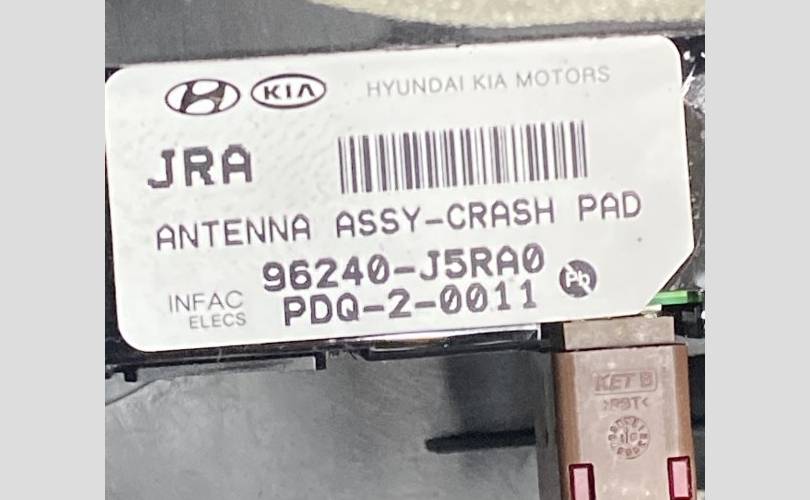 KIA HYUNDAI KIA MOTORS
JRA
ANTENNA ASSY-CRASH PAD
96240-J5RA0
INFAC
ELECS
PDQ-2-0011
Pb
KET B